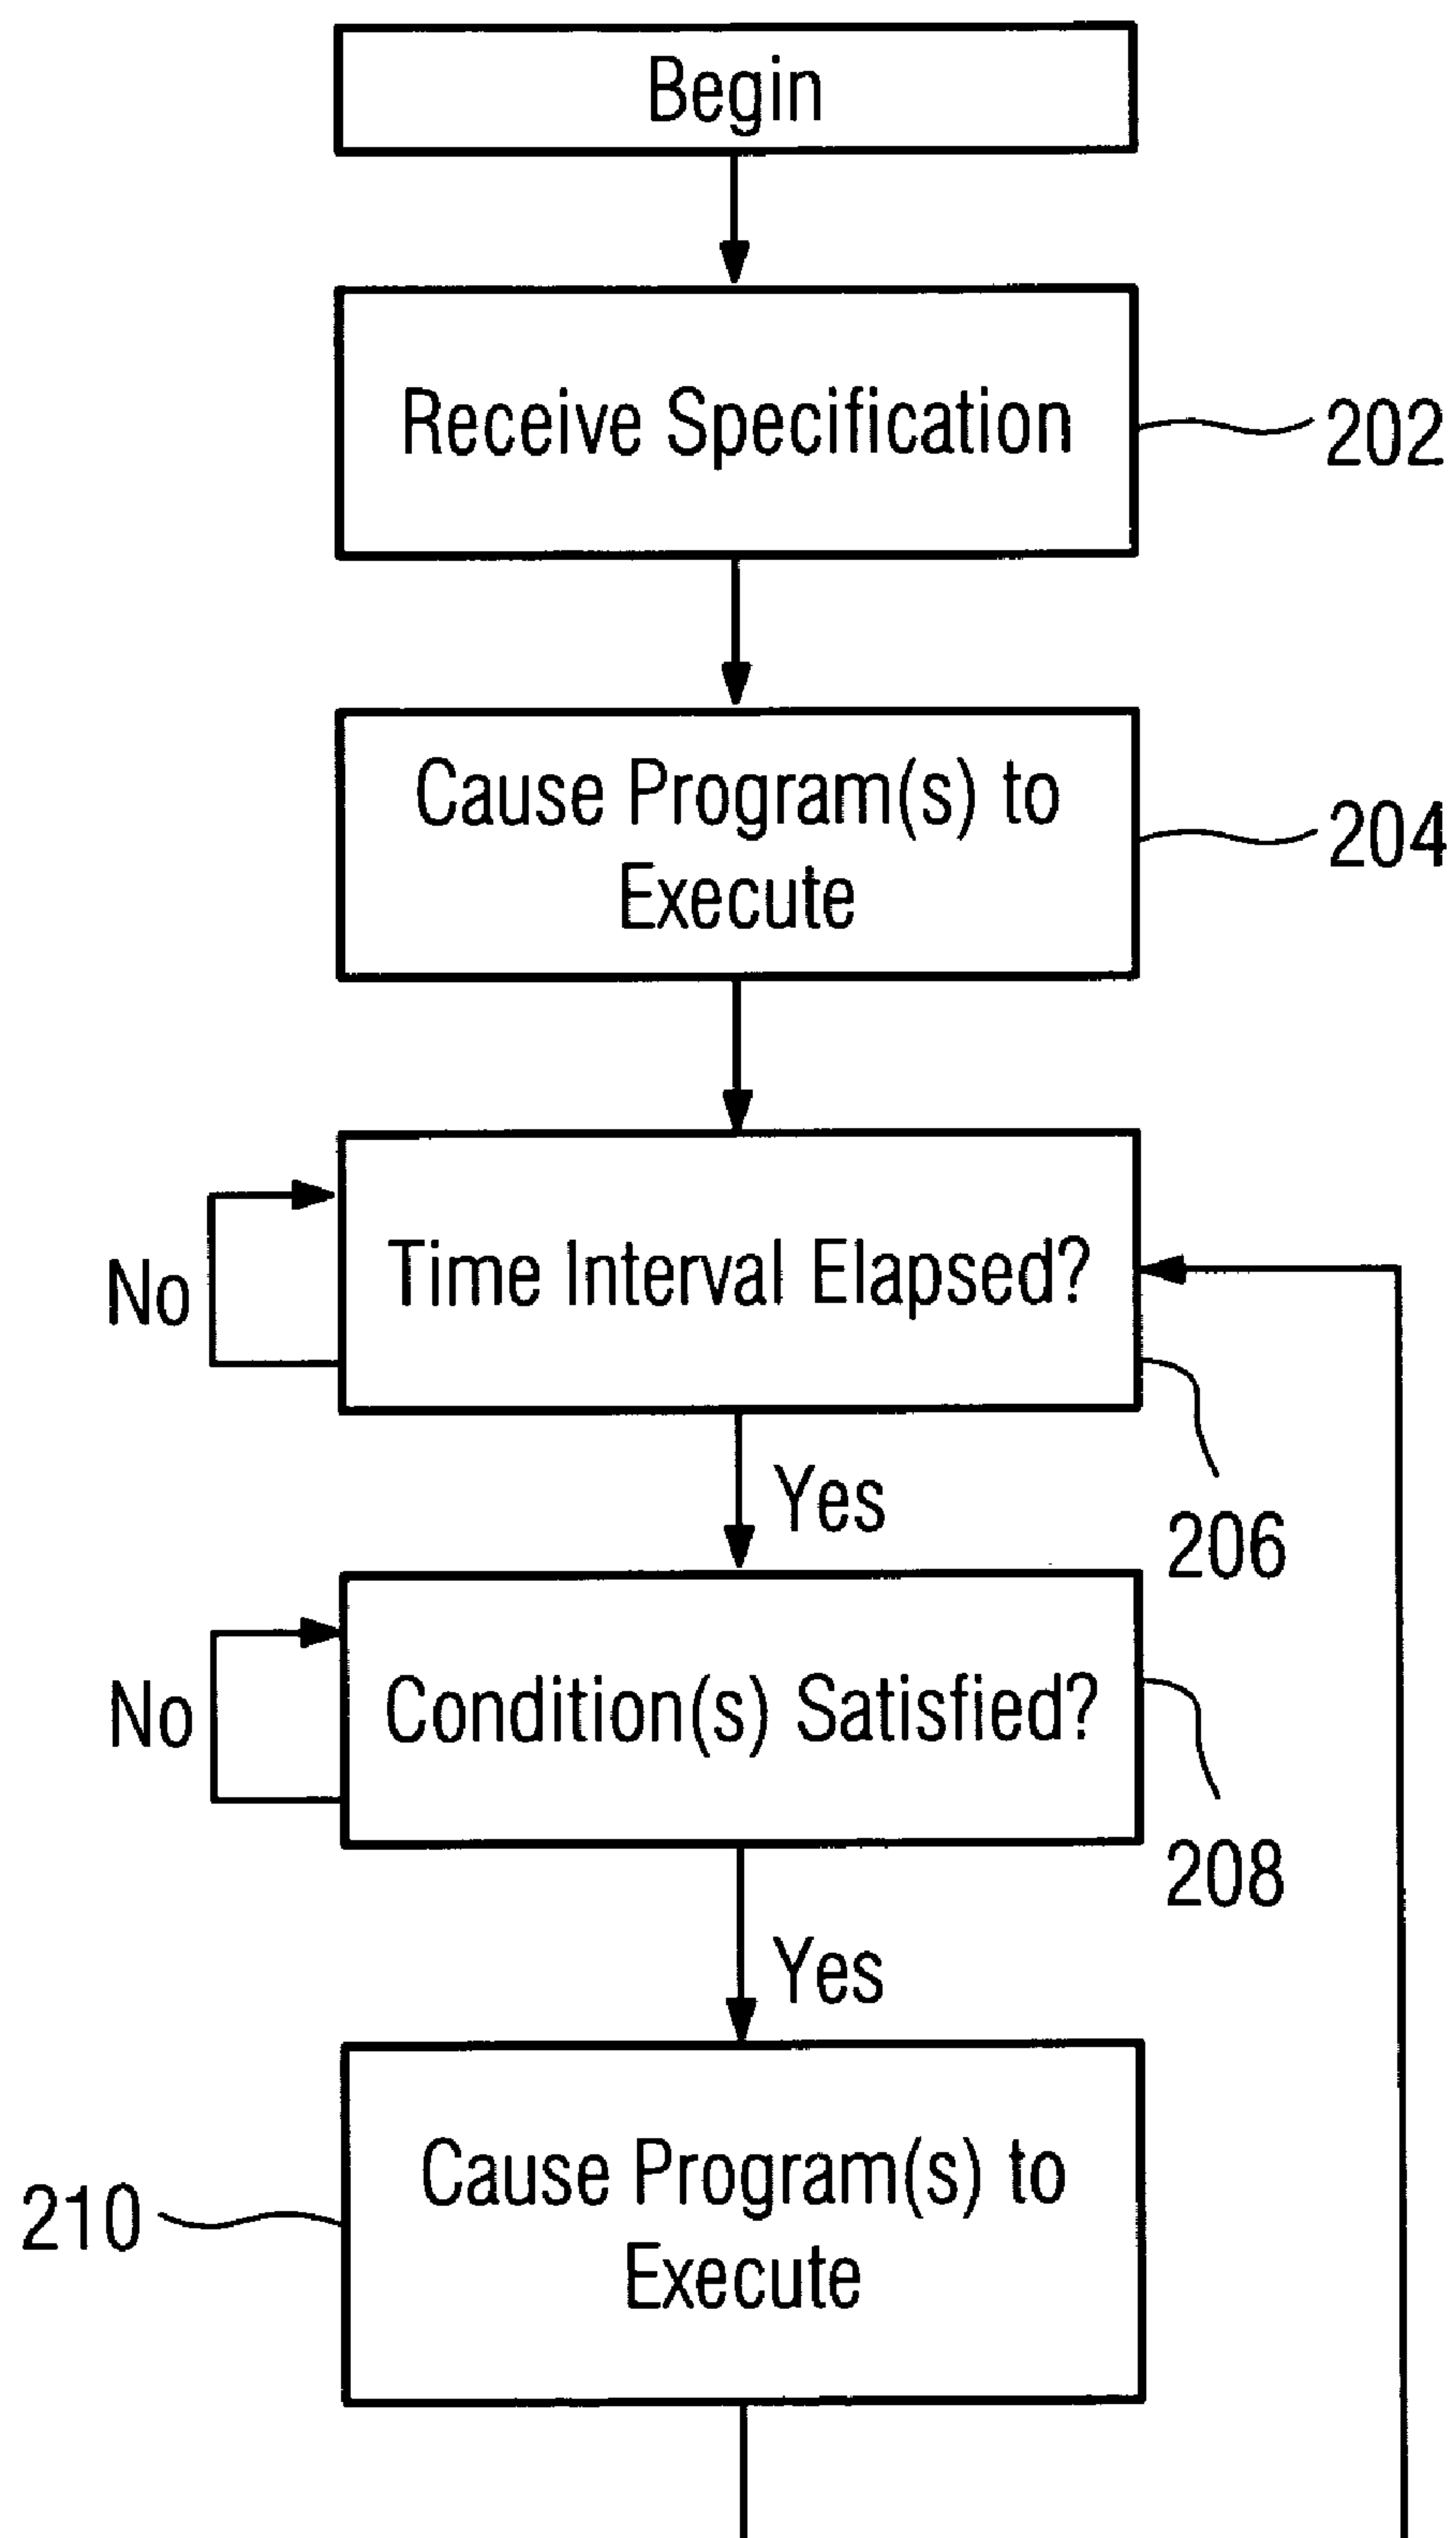 Begin
Receive Specification
202
Cause Program(s) to
Execute
204
Time Interval Elapsed?
No
206
Yes
Condition(s) Satisfied?
No
208
Yes
Cause Program(s) to
Execute
210